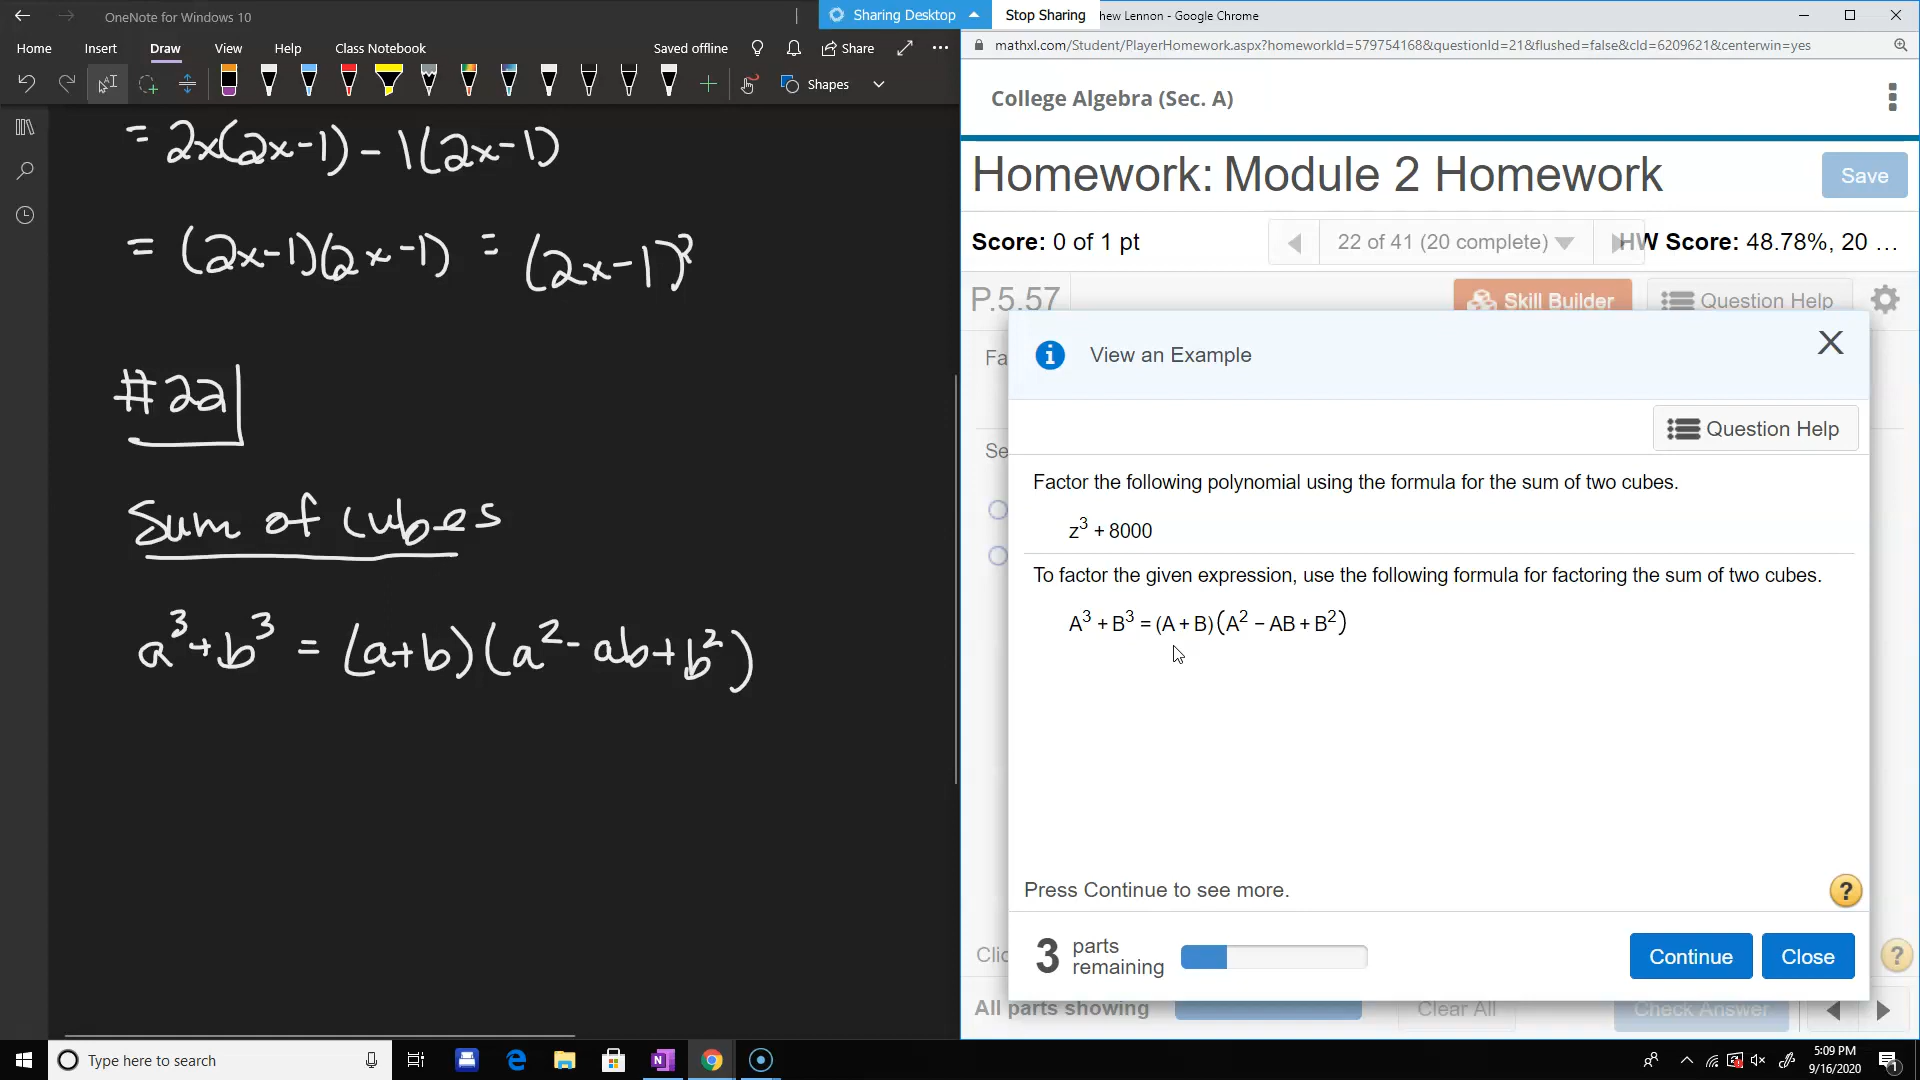 OneNote for Windows 10
Sharing Desktop
Stop Sharing
hew Lennon - Google Chrome
Home Insert Draw View Help Class Notebook Saved offline Share
Shapes
mathxl.com/Student/PlayerHomework.aspx?homeworkId=579754168&questionId=21&flushed=false&cId=6209621&centerwin=yes
= 2x(2x-1) - 1(2x-1)
= (2x-1)(2x-1) = (2x-1)²
#22
Sum of cubes
a³+b³ = (a+b)(a²-ab+b²)
College Algebra (Sec. A)
Homework: Module 2 Homework
Save
Score: 0 of 1 pt
22 of 41 (20 complete)
HW Score: 48.78%, 20 ...
P.5.57
Skill Builder
Question Help
Fa
Se
View an Example
Question Help
Factor the following polynomial using the formula for the sum of two cubes.
z³ + 8000
To factor the given expression, use the following formula for factoring the sum of two cubes.
A³ + B³ = (A + B)(A² − AB + B²)
Press Continue to see more.
?
3 parts remaining
Continue
Close
Clic
?
All parts showing
Clear All
Check Answer
Type here to search
5:09 PM
9/16/2020
1